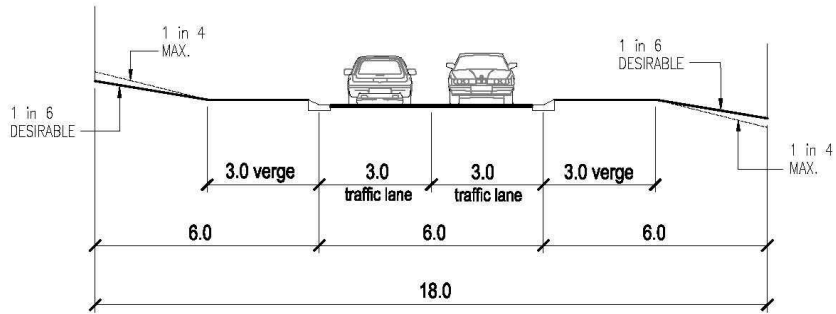 1 in 4
MAX.
1 in 6
DESIRABLE
1 in 6
DESIRABLE
1 in 4
MAX.
3.0 verge
3.0
traffic lane
3.0
traffic lane
3.0 verge
6.0
6.0
6.0
18.0